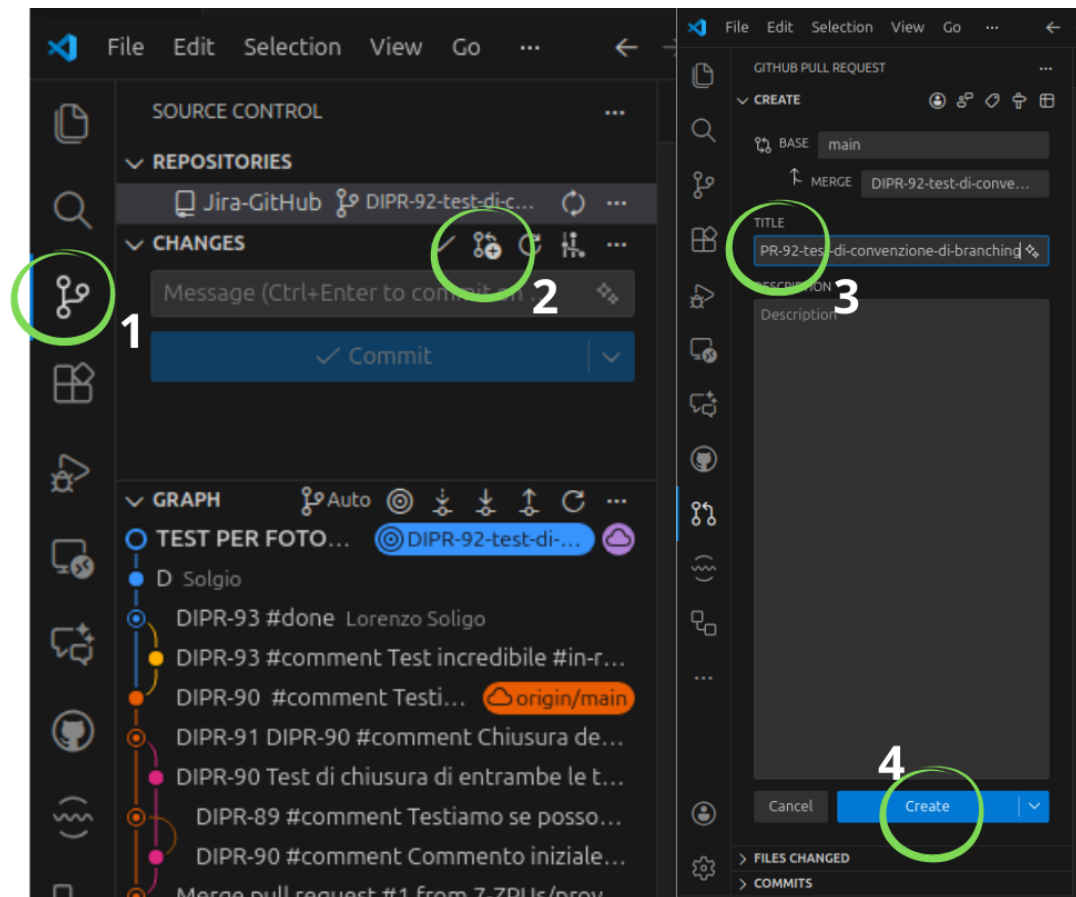 File Edit Selection View Go ...
SOURCE CONTROL ...
REPOSITORIES
Jira-GitHub DIPR-92-test-di-c... ...
CHANGES ...
Message (Ctrl+Enter to commit on
1
2
Commit
GRAPH Auto ...
TEST PER FOTO... DIPR-92-test-di-...
D Solgio
DIPR-93 #done Lorenzo Soligo
DIPR-93 #comment Test incredibile #in-r...
DIPR-90 #comment Testi... origin/main
DIPR-91 DIPR-90 #comment Chiusura de...
DIPR-90 Test di chiusura di entrambe le t...
DIPR-89 #comment Testiamo se posso...
DIPR-90 #comment Commento iniziale...
Merge pull request #1 from 7-ZPUs/prov
File Edit Selection View Go ...
GITHUB PULL REQUEST ...
CREATE
BASE main
MERGE DIPR-92-test-di-conve...
TITLE
PR-92-test-di-convenzione-di-branching
DESCRIPTION
3
Description
4
Cancel Create
FILES CHANGED
COMMITS